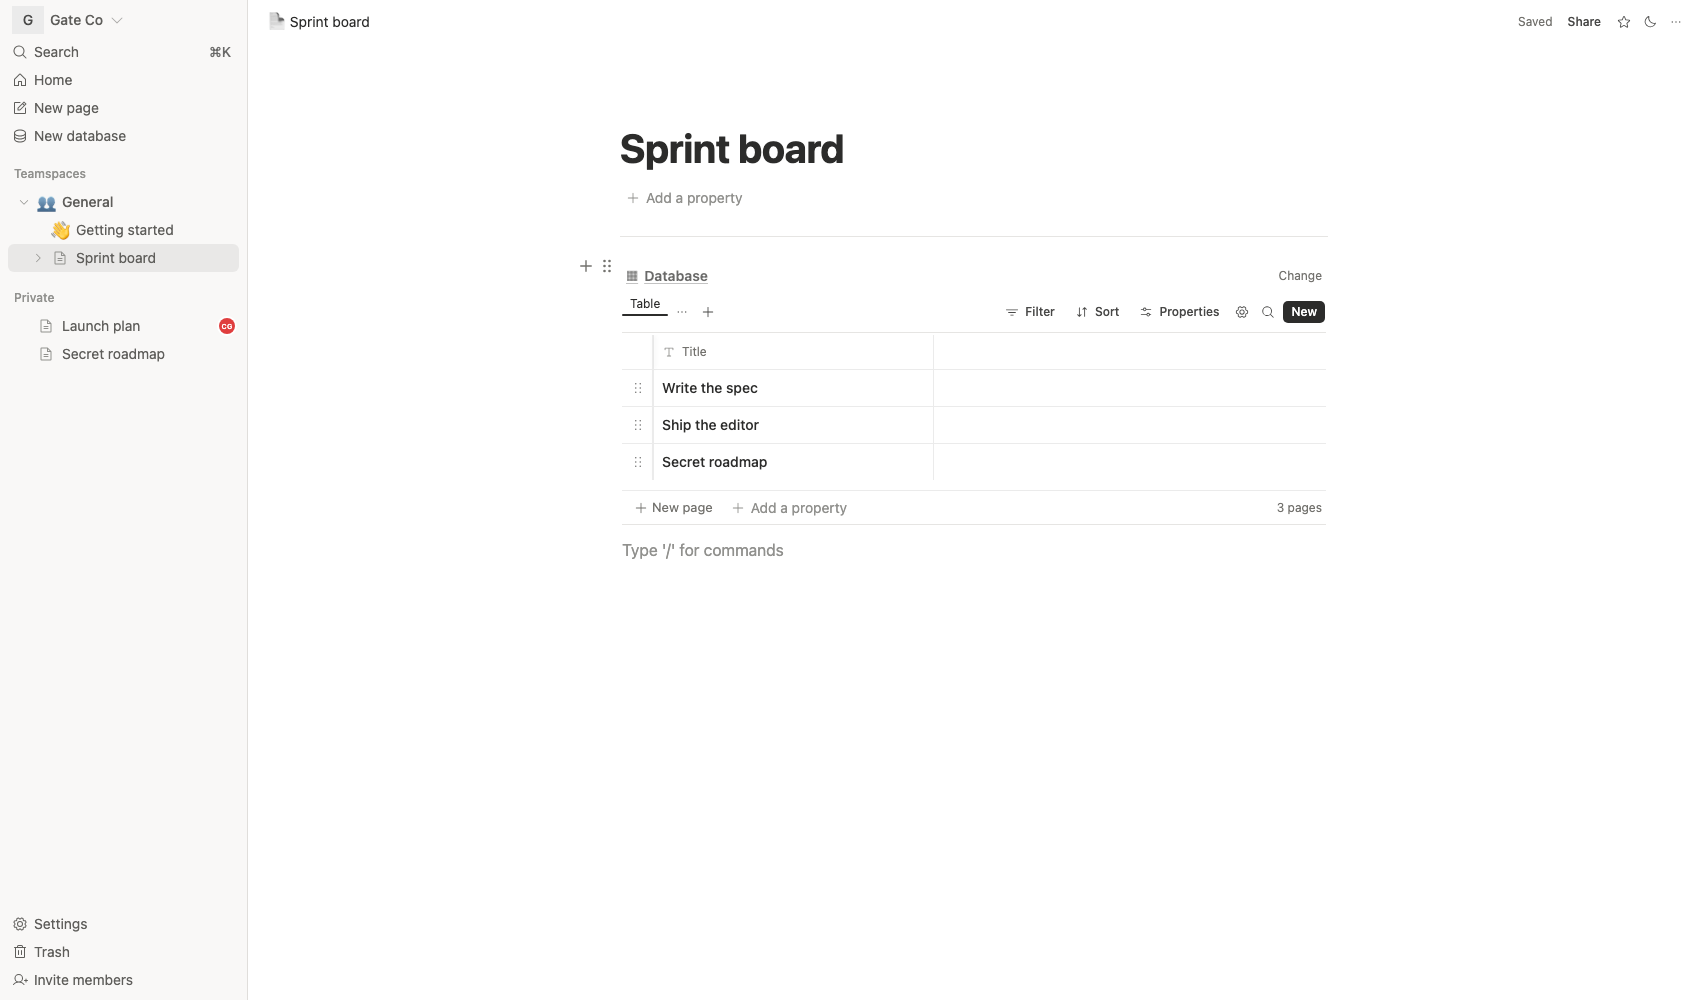 G Gate Co
Search ⌘K
Home
New page
New database
Teamspaces
General
Getting started
Sprint board
Private
Launch plan CG
Secret roadmap
Settings
Trash
Invite members
Sprint board
Saved Share
Sprint board
Add a property
Database Change
Table Filter Sort Properties New
Title
Write the spec
Ship the editor
Secret roadmap
New page Add a property 3 pages
Type '/' for commands